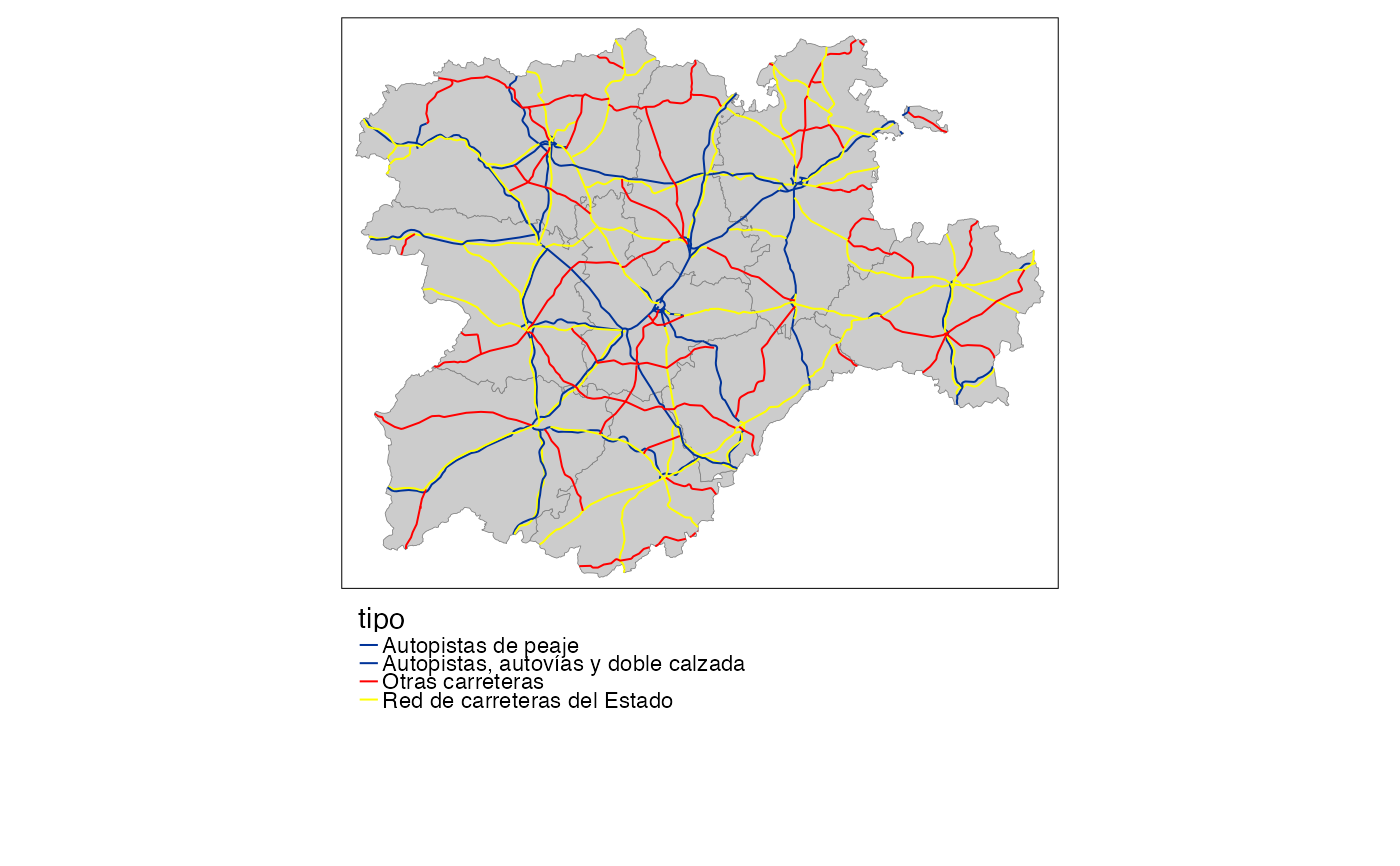 tipo
Autopistas de peaje
Autopistas, autovías y doble calzada
Otras carreteras
Red de carreteras del Estado